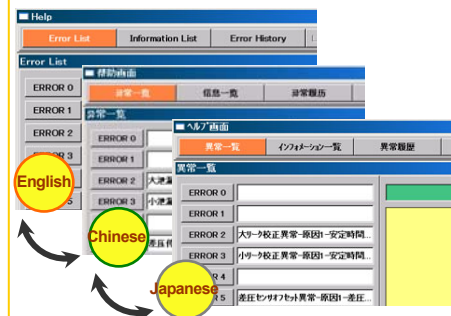 Help
Error List Information List Error History
Error List
ERROR 0
ERROR 1
ERROR 2
English
帮助画面
异常一览 信息一览 异常履历
异常一览
ERROR 0
ERROR 1
ERROR 2
ERROR 3
Chinese
ヘルプ画面
異常一覧 インフォメーション一覧 異常履歴
異常一覧
ERROR 0
ERROR 1
ERROR 2 大リーク校正異常-原因1-安定時間...
ERROR 3 小リーク校正異常-原因1-安定時間...
R 4
R 5 差圧センサオフセット異常-原因1-差圧...
Japanese